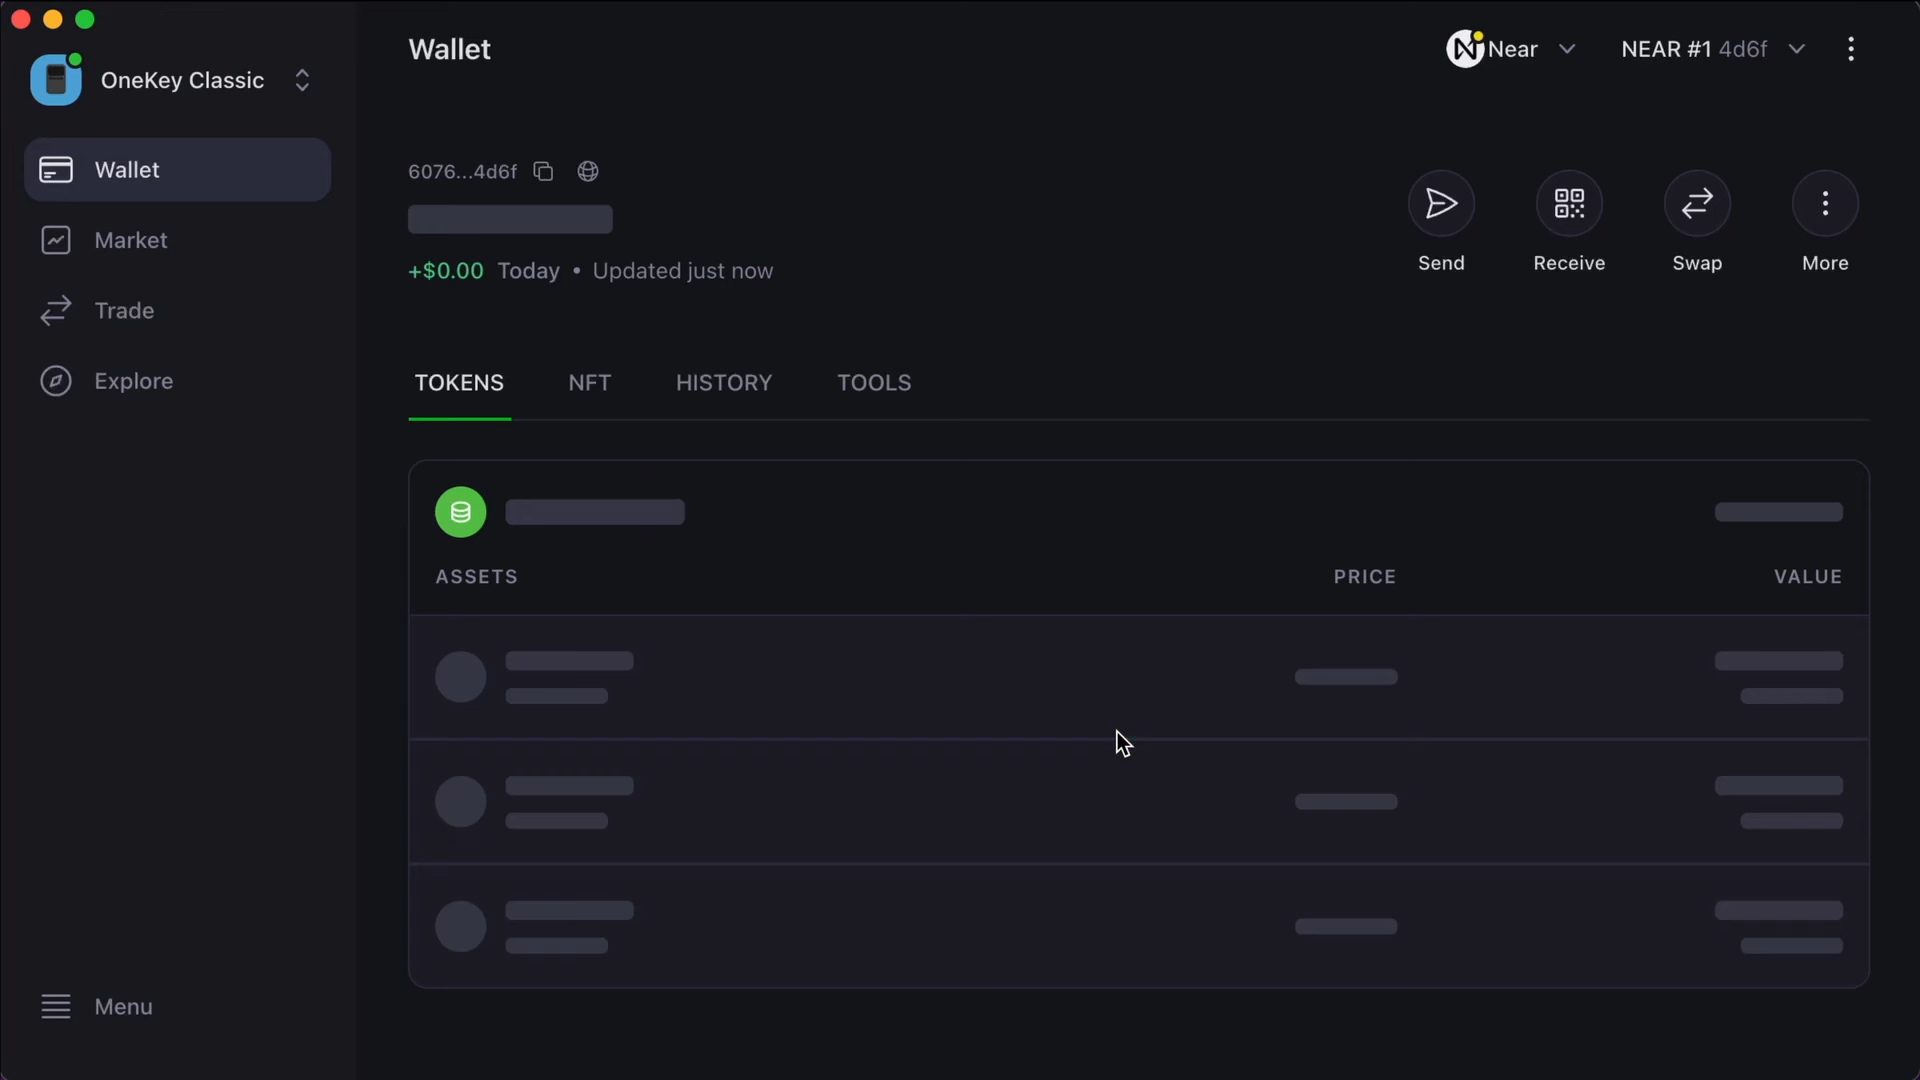 Wallet
Near
NEAR #1 4d6f
OneKey Classic
Wallet
Market
Trade
Explore
Menu
6076...4d6f
+$0.00 Today • Updated just now
Send
Receive
Swap
More
TOKENS
NFT
HISTORY
TOOLS
ASSETS
PRICE
VALUE